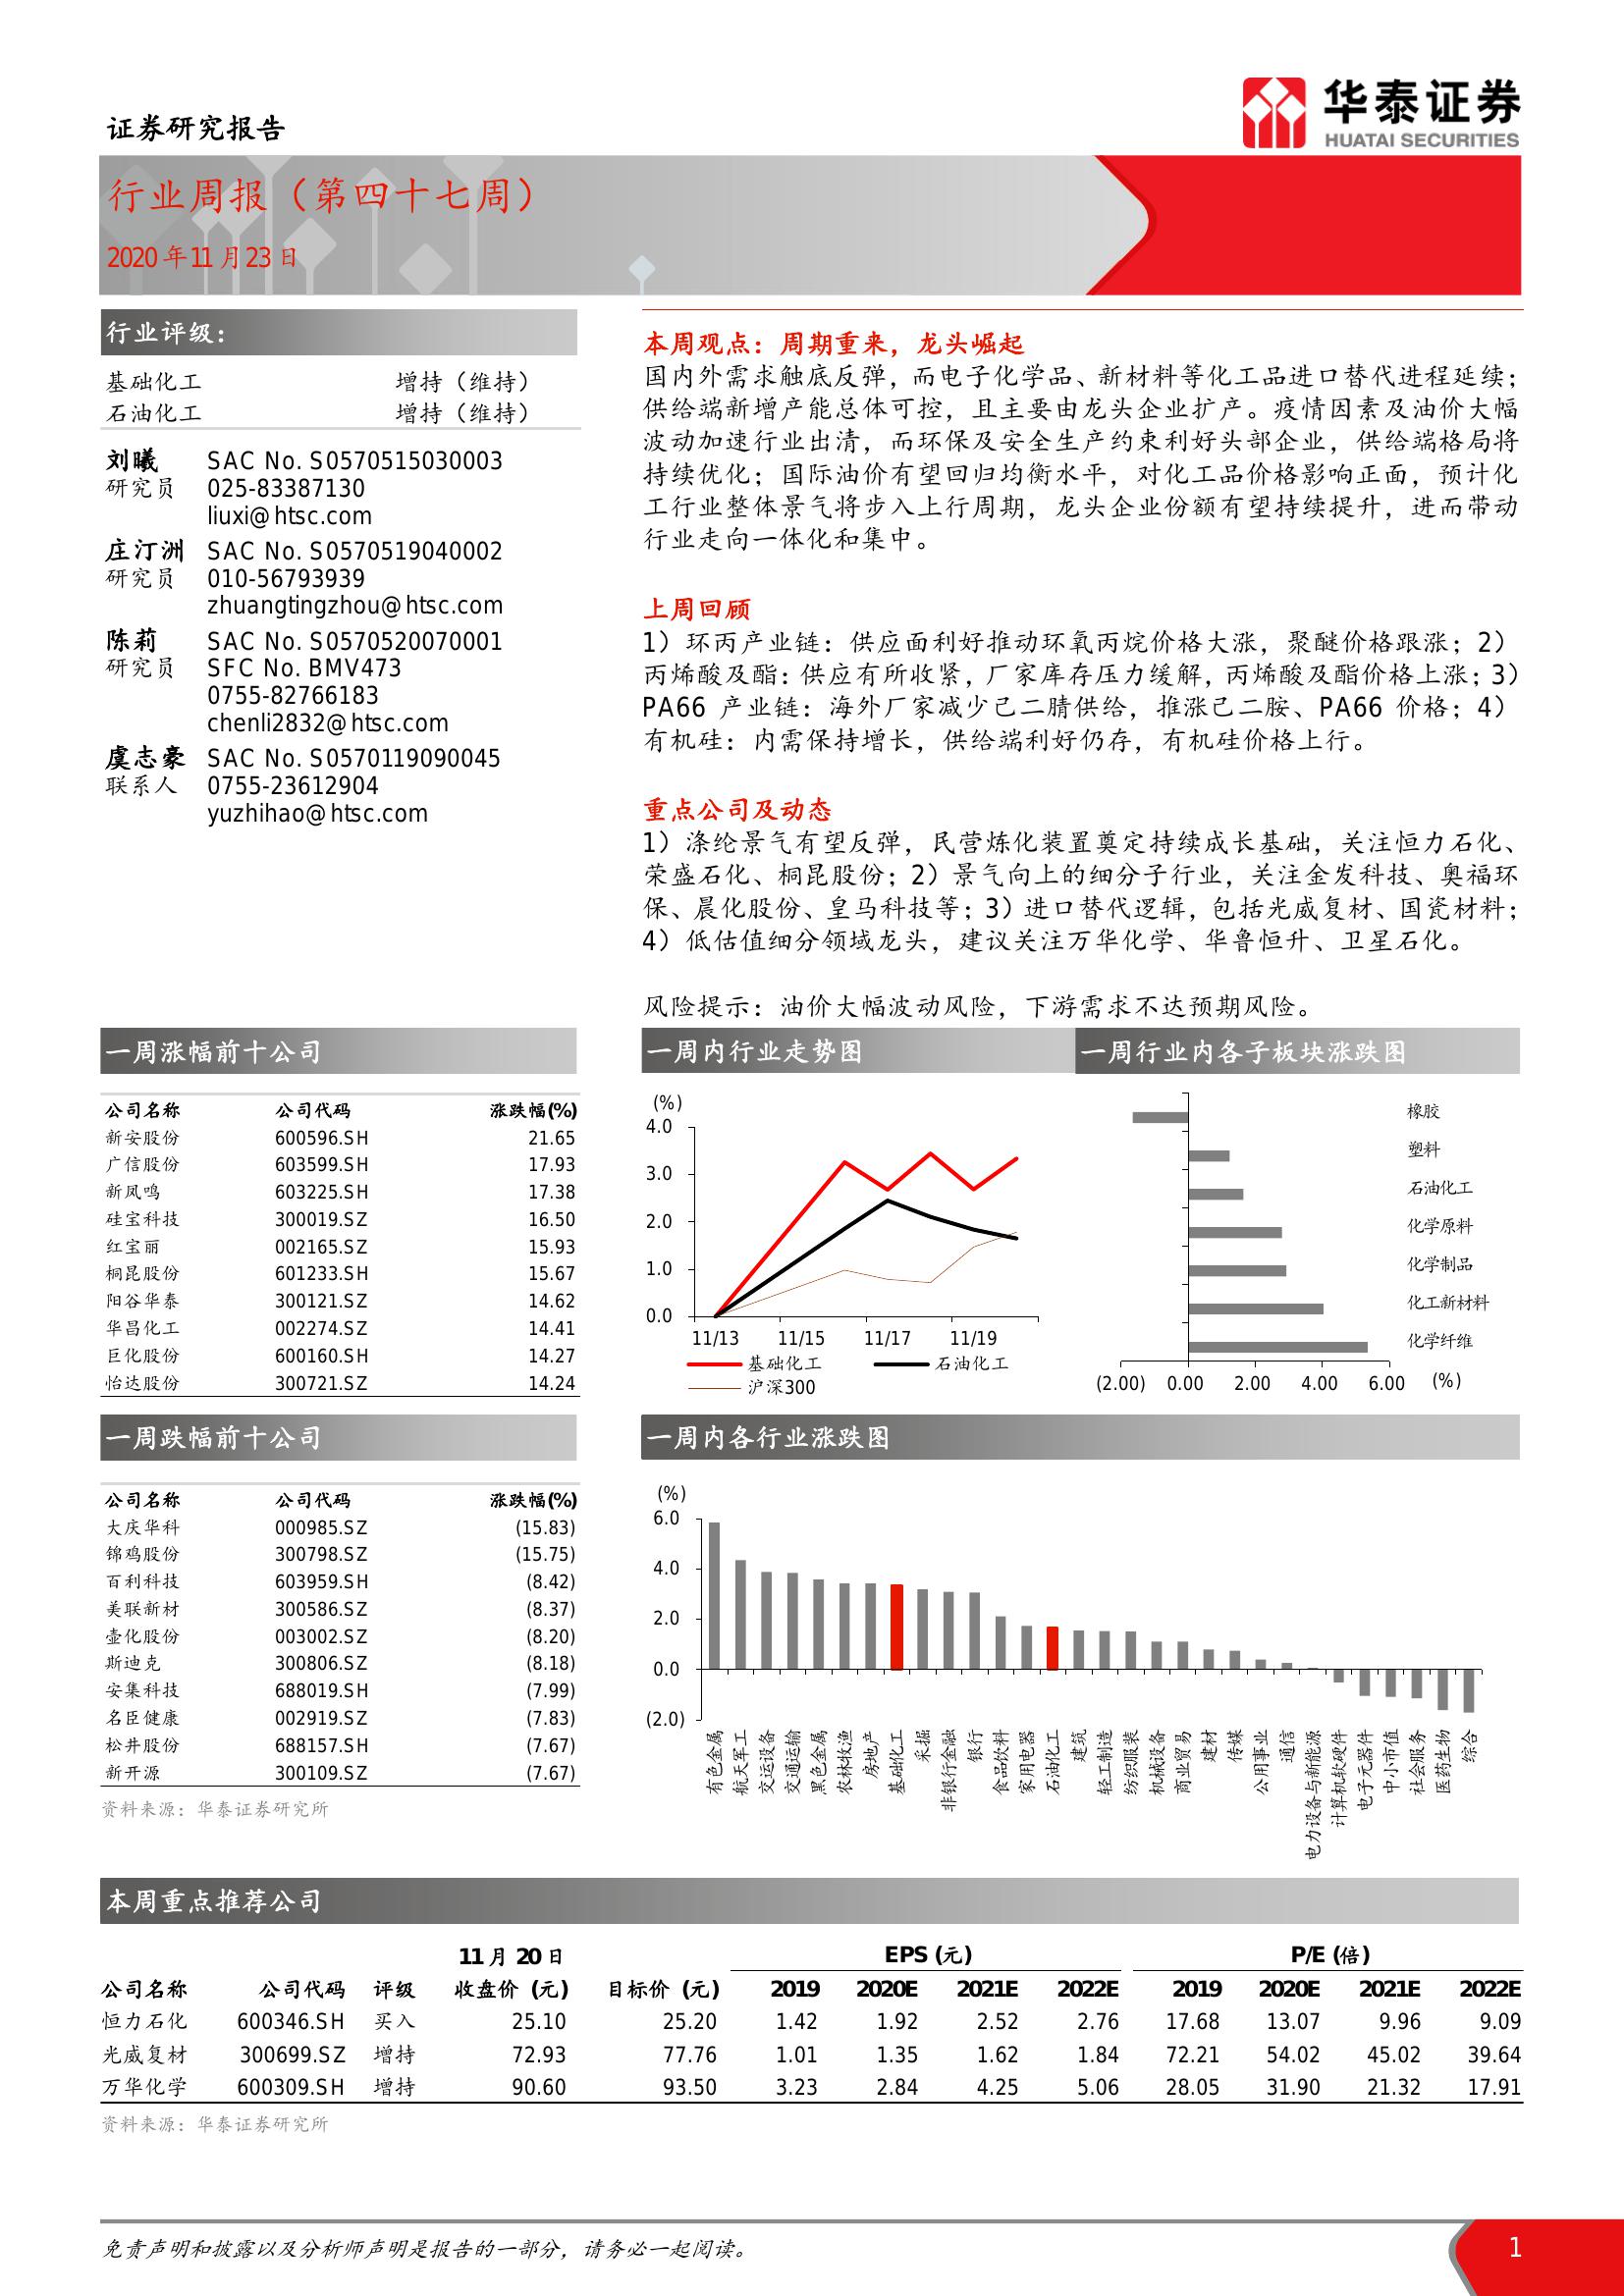 证券研究报告
华泰证券
HUATAI SECURITIES
行业周报（第四十七周）
2020 年 11 月 23 日
行业评级：
基础化工 增持（维持）
石油化工 增持（维持）
刘曦 SAC No. S0570515030003
研究员 025-83387130
liuxi@htsc.com
庄汀洲 SAC No. S0570519040002
研究员 010-56793939
zhuangtingzhou@htsc.com
陈莉 SAC No. S0570520070001
研究员 SFC No. BMV473
0755-82766183
chenli2832@htsc.com
虞志豪 SAC No. S0570119090045
联系人 0755-23612904
yuzhihao@htsc.com
本周观点：周期重来，龙头崛起
国内外需求触底反弹，而电子化学品、新材料等化工品进口替代进程延续；
供给端新增产能总体可控，且主要由龙头企业扩产。疫情因素及油价大幅
波动加速行业出清，而环保及安全生产约束利好头部企业，供给端格局将
持续优化；国际油价有望回归均衡水平，对化工品价格影响正面，预计化
工行业整体景气将步入上行周期，龙头企业份额有望持续提升，进而带动
行业走向一体化和集中。
上周回顾
1）环丙产业链：供应面利好推动环氧丙烷价格大涨，聚醚价格跟涨；2）
丙烯酸及酯：供应有所收紧，厂家库存压力缓解，丙烯酸及酯价格上涨；3）
PA66 产业链：海外厂家减少己二腈供给，推涨己二胺、PA66 价格；4）
有机硅：内需保持增长，供给端利好仍存，有机硅价格上行。
重点公司及动态
1）涤纶景气有望反弹，民营炼化装置奠定持续成长基础，关注恒力石化、
荣盛石化、桐昆股份；2）景气向上的细分子行业，关注金发科技、奥福环
保、晨化股份、皇马科技等；3）进口替代逻辑，包括光威复材、国瓷材料；
4）低估值细分领域龙头，建议关注万华化学、华鲁恒升、卫星石化。
风险提示：油价大幅波动风险，下游需求不达预期风险。
一周涨幅前十公司
公司名称 公司代码 涨跌幅(%)
新安股份 600596.SH 21.65
广信股份 603599.SH 17.93
新凤鸣 603225.SH 17.38
硅宝科技 300019.SZ 16.50
红宝丽 002165.SZ 15.93
桐昆股份 601233.SH 15.67
阳谷华泰 300121.SZ 14.62
华昌化工 002274.SZ 14.41
巨化股份 600160.SH 14.27
怡达股份 300721.SZ 14.24
一周内行业走势图
(%)
4.0
3.0
2.0
1.0
0.0
11/13 11/15 11/17 11/19
基础化工 石油化工
沪深300
一周行业内各子板块涨跌图
橡胶
塑料
石油化工
化学原料
化学制品
化工新材料
化学纤维
(2.00) 0.00 2.00 4.00 6.00 (%)
一周跌幅前十公司
公司名称 公司代码 涨跌幅(%)
大庆华科 000985.SZ (15.83)
锦鸡股份 300798.SZ (15.75)
百利科技 603959.SH (8.42)
美联新材 300586.SZ (8.37)
壶化股份 003002.SZ (8.20)
斯迪克 300806.SZ (8.18)
安集科技 688019.SH (7.99)
名臣健康 002919.SZ (7.83)
松井股份 688157.SH (7.67)
新开源 300109.SZ (7.67)
资料来源：华泰证券研究所
一周内各行业涨跌图
(%)
6.0
4.0
2.0
0.0
(2.0)
有色金属
航天军工
交运设备
交通运输
黑色金属
农林牧渔
房地产
基础化工
采掘
非银行金融
银行
食品饮料
家用电器
石油化工
建筑
轻工制造
纺织服装
机械设备
商业贸易
建材
传媒
公用事业
通信
电力设备与新能源
计算机软硬件
电子元器件
中小市值
社会服务
医药生物
综合
本周重点推荐公司
11 月 20 日 EPS (元) P/E (倍)
公司名称 公司代码 评级 收盘价 (元) 目标价 (元) 2019 2020E 2021E 2022E 2019 2020E 2021E 2022E
恒力石化 600346.SH 买入 25.10 25.20 1.42 1.92 2.52 2.76 17.68 13.07 9.96 9.09
光威复材 300699.SZ 增持 72.93 77.76 1.01 1.35 1.62 1.84 72.21 54.02 45.02 39.64
万华化学 600309.SH 增持 90.60 93.50 3.23 2.84 4.25 5.06 28.05 31.90 21.32 17.91
资料来源：华泰证券研究所
免责声明和披露以及分析师声明是报告的一部分，请务必一起阅读。
1